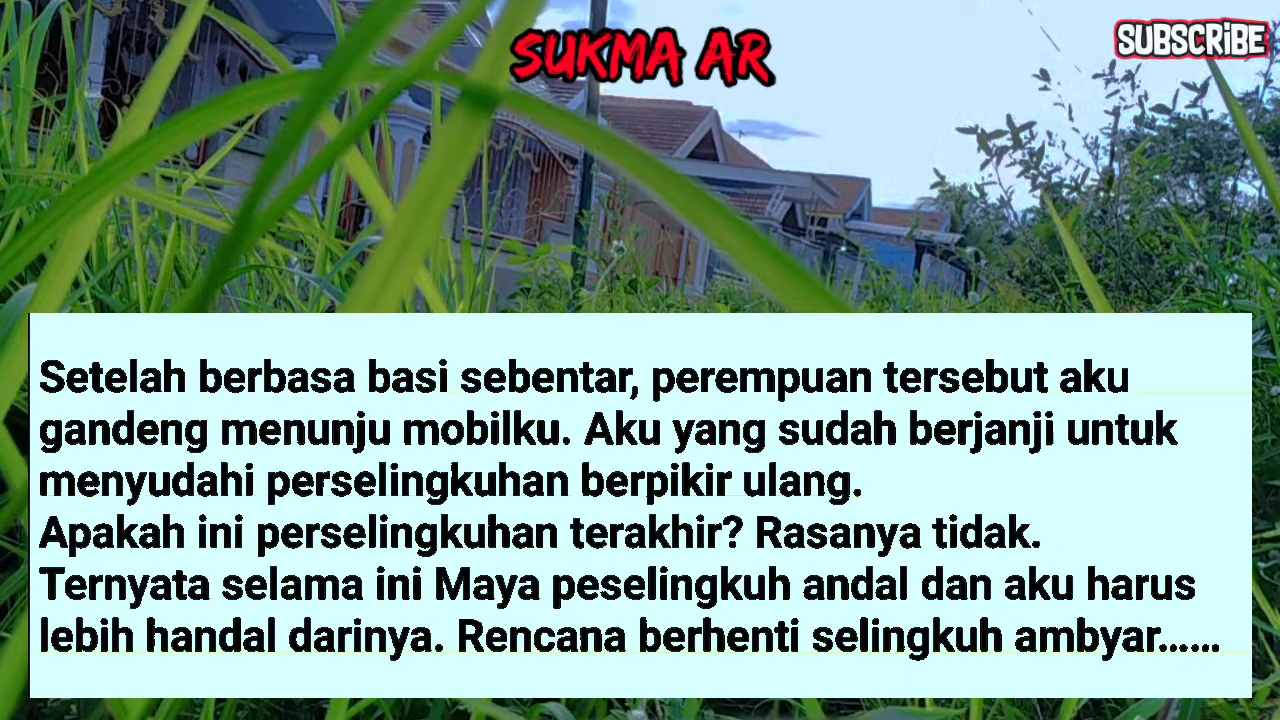 SUKMA AR
SUBSCRIBE
Setelah berbasa basi sebentar, perempuan tersebut aku
gandeng menunju mobilku. Aku yang sudah berjanji untuk
menyudahi perselingkuhan berpikir ulang.
Apakah ini perselingkuhan terakhir? Rasanya tidak.
Ternyata selama ini Maya peselingkuh andal dan aku harus
lebih handal darinya. Rencana berhenti selingkuh ambyar......